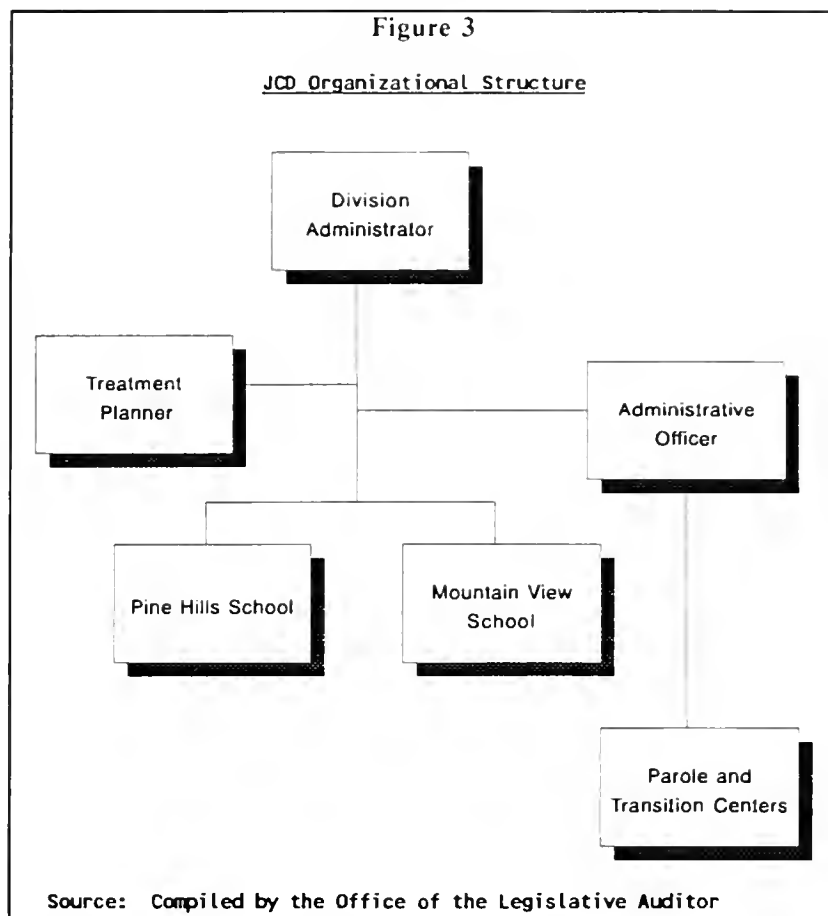 Figure 3
JCD Organizational Structure
Division
Administrator
Treatment
Planner
Administrative
Officer
Pine Hills School
Mountain View
School
Parole and
Transition Centers
Source: Compiled by the Office of the Legislative Auditor